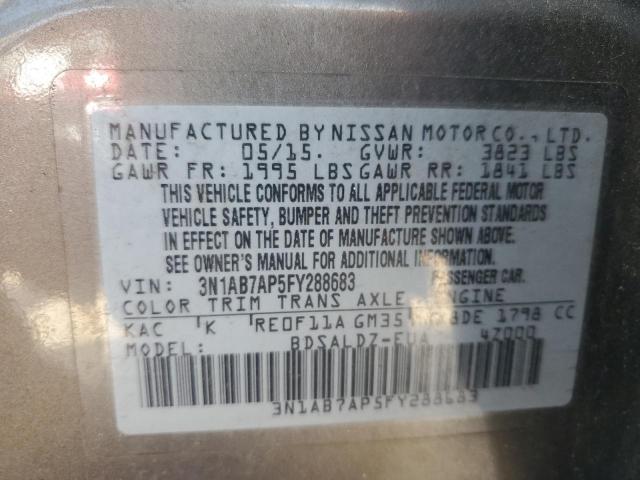 MANUFACTURED BY NISSAN MOTOR CO., LTD.
DATE: 05/15. GVWR: 3823 LBS
GAWR FR: 1995 LBS GAWR RR: 1841 LBS
THIS VEHICLE CONFORMS TO ALL APPLICABLE FEDERAL MOTOR
VEHICLE SAFETY, BUMPER AND THEFT PREVENTION STANDARDS
IN EFFECT ON THE DATE OF MANUFACTURE SHOWN ABOVE.
SEE OWNER'S MANUAL FOR ADDITIONAL INFORMATION.
VIN: 3N1AB7AP5FY288683 PASSENGER CAR.
COLOR TRIM TRANS AXLE ENGINE
KAC K RE0F11A GM35 1798 CC
BDSALDZ-EUA 47000
3N1AB7AP5FY288683